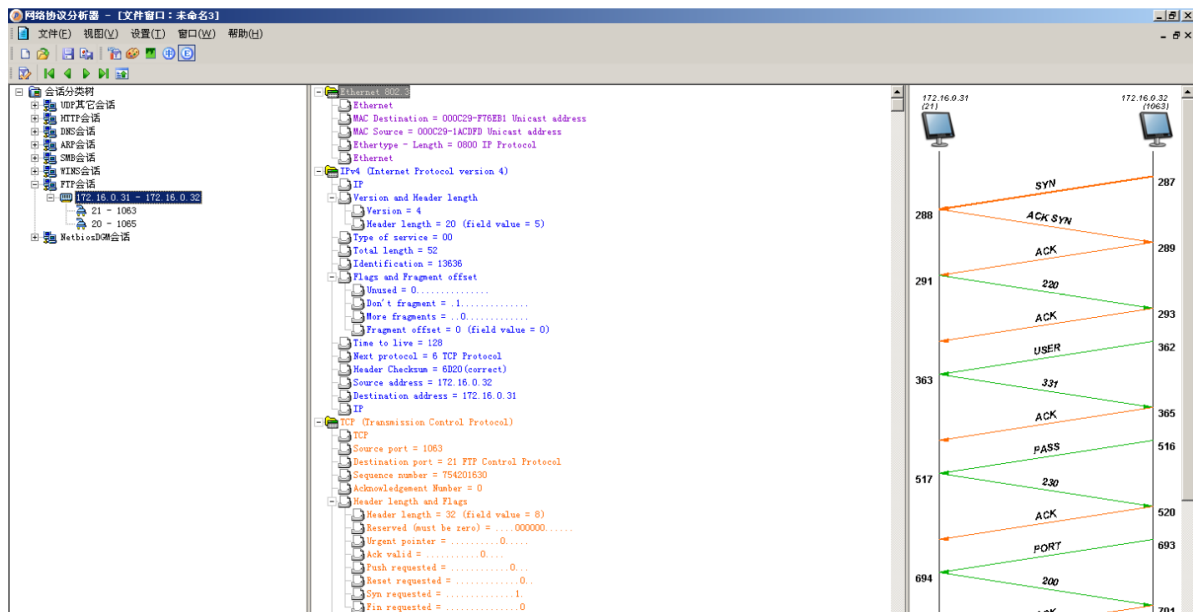 网络协议分析器 - [文件窗口：未命名3]
文件(F) 视图(V) 设置(I) 窗口(W) 帮助(H)
会话分类树
UDP其它会话
HTTP会话
DNS会话
ARP会话
SMB会话
WINS会话
FTP会话
172.16.0.31 - 172.16.0.32
21 - 1063
20 - 1065
NetbiosDGM会话
Ethernet 802.3
Ethernet
MAC Destination = 000C29-F76EB1 Unicast address
MAC Source = 000C29-1ACDFD Unicast address
Ethertype - Length = 0800 IP Protocol
Ethernet
IPv4 (Internet Protocol version 4)
IP
Version and Header length
Version = 4
Header length = 20 (field value = 5)
Type of service = 00
Total length = 52
Identification = 13636
Flags and Fragment offset
Unused = 0...............
Don't fragment = .1..............
More fragments = ..0.............
Fragment offset = 0 (field value = 0)
Time to live = 128
Next protocol = 6 TCP Protocol
Header Checksum = 6D20(correct)
Source address = 172.16.0.32
Destination address = 172.16.0.31
IP
TCP (Transmission Control Protocol)
TCP
Source port = 1063
Destination port = 21 FTP Control Protocol
Sequence number = 754201630
Acknowledgement Number = 0
Header length and Flags
Header length = 32 (field value = 8)
Reserved (must be zero) = ....000000......
Urgent pointer = ..........0.....
Ack valid = ...........0....
Push requested = ............0...
Reset requested = .............0..
Syn requested = ..............1.
Fin requested = ...............0
172.16.0.31
(21)
172.16.0.32
(1063)
SYN
287
288
ACK SYN
289
ACK
291
220
293
ACK
USER
362
363
331
365
ACK
PASS
516
517
230
520
ACK
PORT
693
694
200
701
ACK